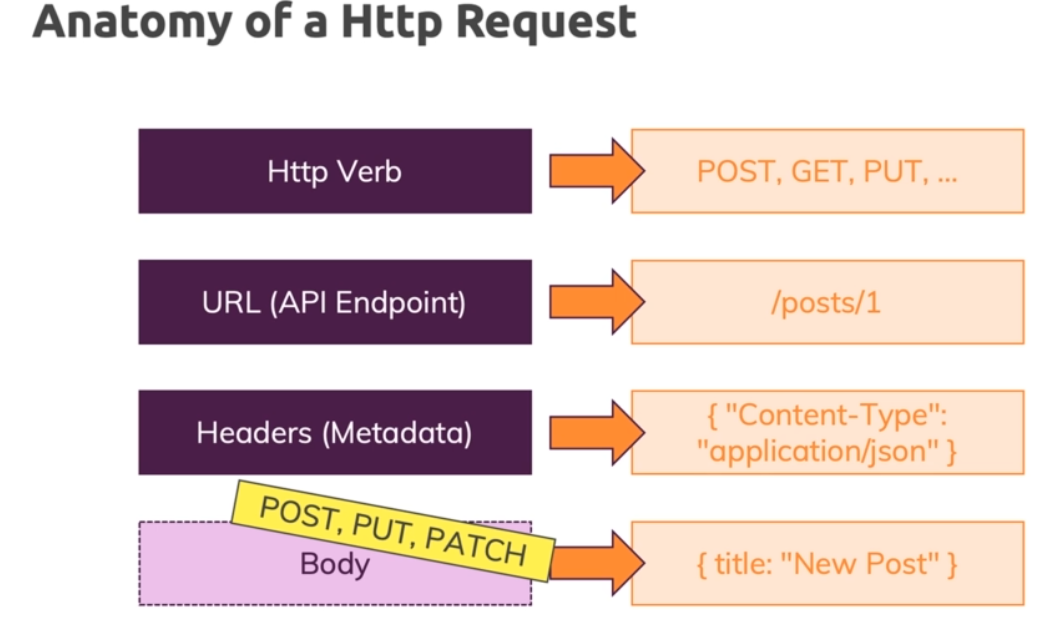 Anatomy of a Http Request
Http Verb
POST, GET, PUT, ...
URL (API Endpoint)
/posts/1
Headers (Metadata)
{ "Content-Type":
"application/json" }
POST, PUT, PATCH
Body
{ title: "New Post" }